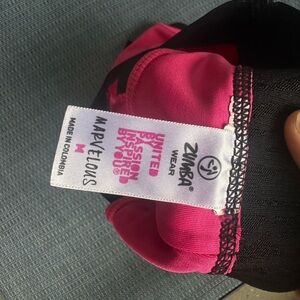 ZUMBA
WEAR
UNITED
BY PASSION
INSPIRED
BY YOU
MARVELOUS
M
MADE IN COLOMBIA